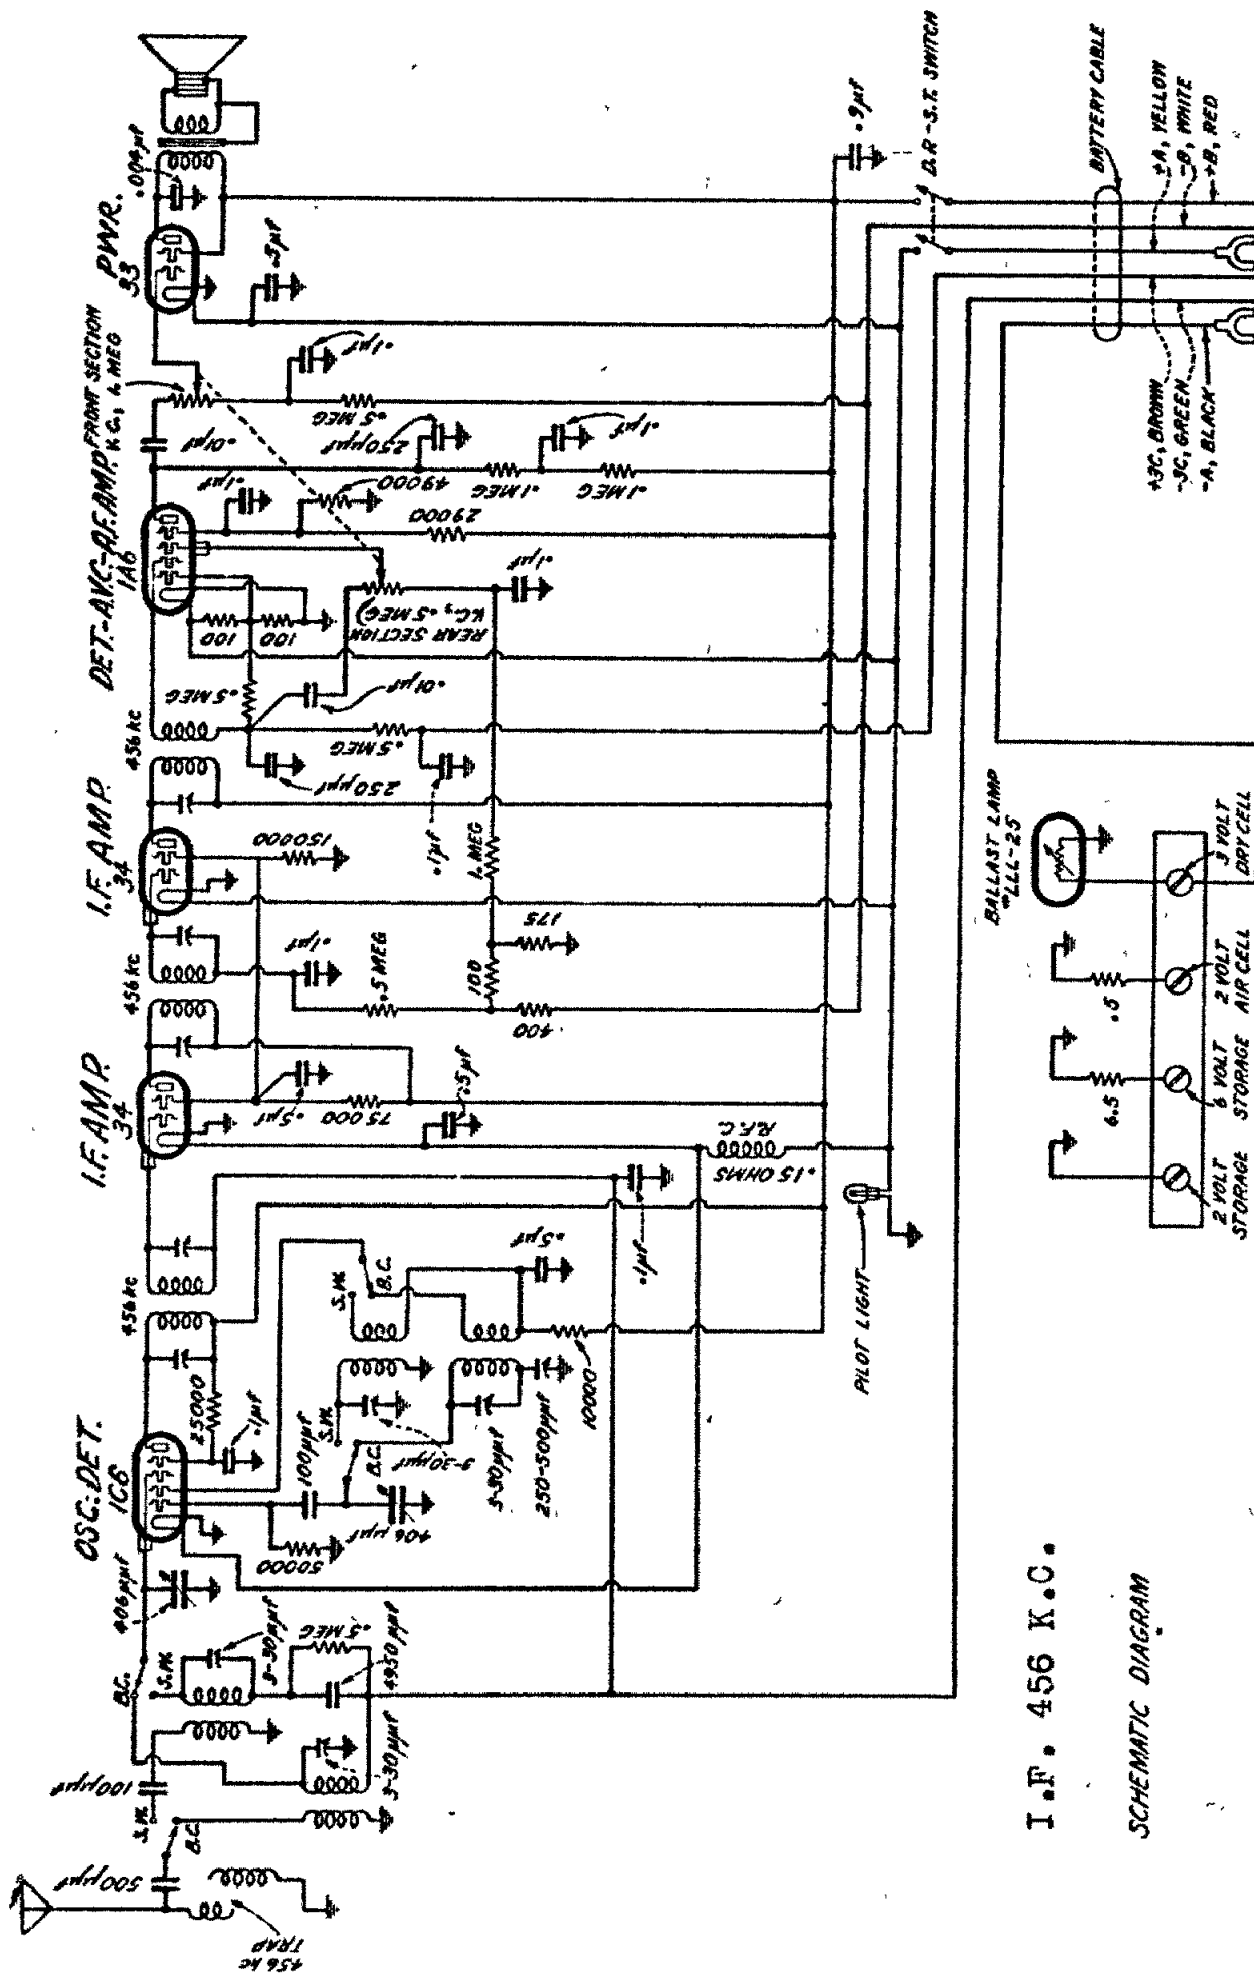 OSC.-DET.
1C6
I.F. AMP.
34
I.F. AMP.
34
DET.-A.V.C.-A.F. AMP.
1A6
PWR.
33
456 kc
TRAP
500µµf
S.W.
B.C.
100µµf
B.C.
S.W.
3-30µµf
3-30µµf
.5 MEG
4950µµf
406µµf
50000
100µµf
406µµf
25000
.1µf
S.W.
B.C.
3-30µµf
3-30µµf
250-500µµf
10000
S.W.
B.C.
.5µf
.1µf
456 kc
456 kc
456 kc
.5µf
75000
.5µf
.15 OHMS
R.F.C.
.1µf
.5 MEG
100
400
175
1. MEG
150000
250µµf
.1µf
.5 MEG
.5 MEG
.01µf
100
100
REAR SECTION
K.C., .5 MEG)
.1µf
29000
49000
.1µf
.01µf
FRONT SECTION
K.C., 1. MEG
250µµf
.1 MEG
.1 MEG
.1µf
.5 MEG
.1µf
.5µf
.004µf
.9µf
D.P.-S.T. SWITCH
PILOT LIGHT
BATTERY CABLE
+A, YELLOW
-B, WHITE
+B, RED
+3C, BROWN
-3C, GREEN
-A, BLACK
BALLAST LAMP
#LLL-25
.5
6.5
2 VOLT
STORAGE
6 VOLT
STORAGE
2 VOLT
AIR CELL
3 VOLT
DRY CELL
I.F. 456 K.C.
SCHEMATIC DIAGRAM